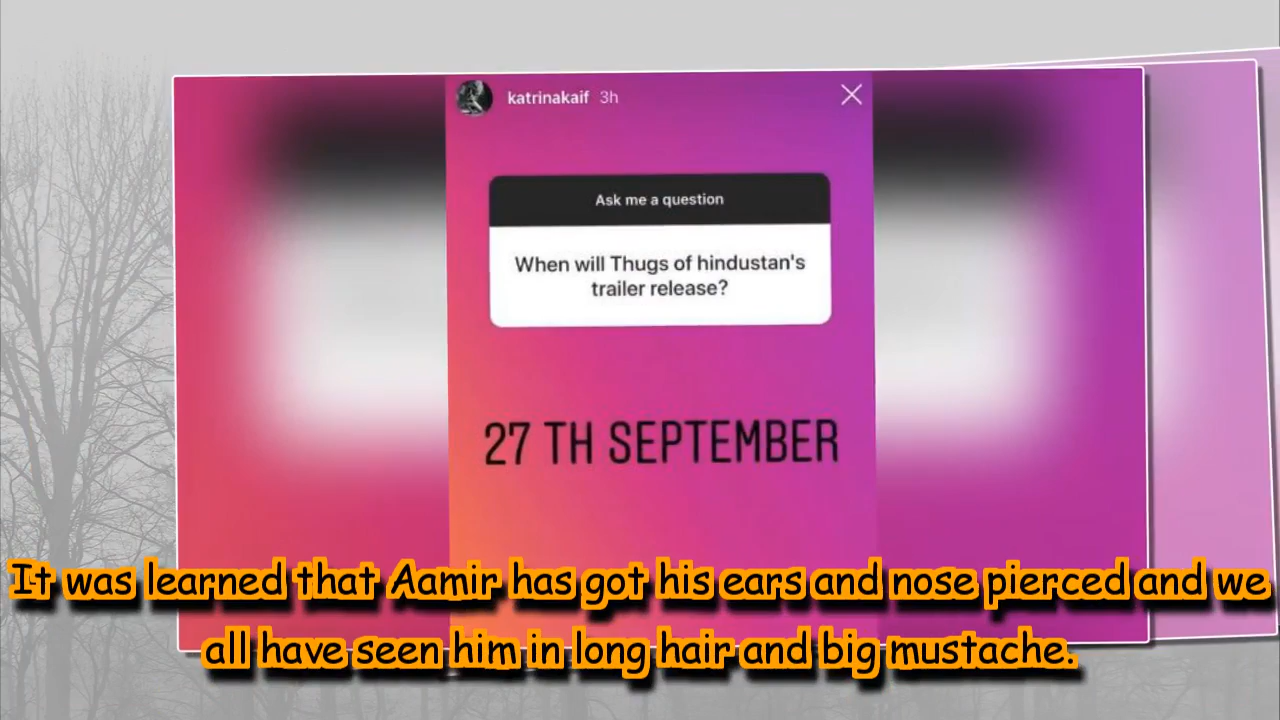 katrinakaif 3h
Ask me a question
When will Thugs of hindustan's
trailer release?
27 TH SEPTEMBER
It was learned that Aamir has got his ears and nose pierced and we
all have seen him in long hair and big mustache.